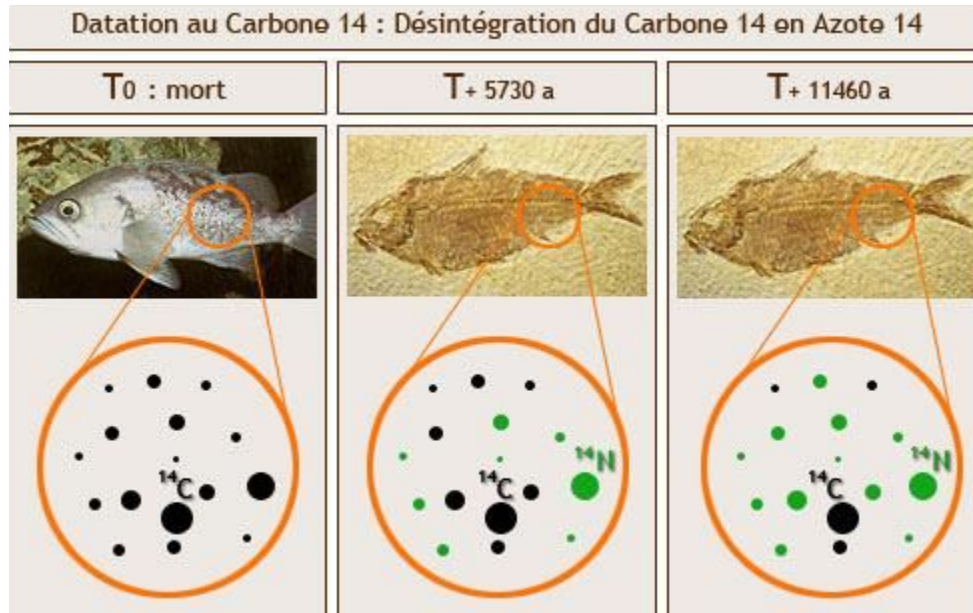 Datation au Carbone 14 : Désintégration du Carbone 14 en Azote 14
T0 : mort
T+ 5730 a
T+ 11460 a
14C
14C
14N
14C
14N